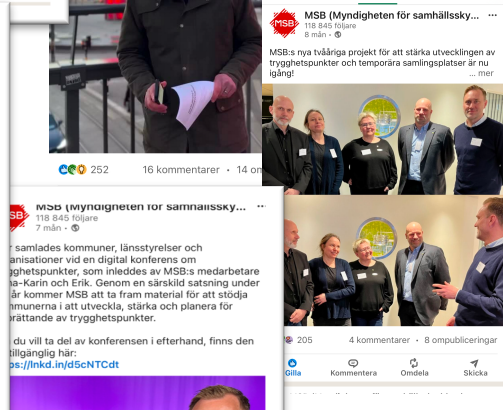 252
16 kommentarer • 14 om
MSB (Myndigheten för samhällssky...
118 845 följare
7 mån •
samlades kommuner, länsstyrelser och
anisationer vid en digital konferens om
gghetspunkter, som inleddes av MSB:s medarbetare
na-Karin och Erik. Genom en särskild satsning under
år kommer MSB att ta fram material för att stödja
mmunerna i att utveckla, stärka och planera för
prättande av trygghetspunkter.
du vill ta del av konferensen i efterhand, finns den
tillgänglig här:
ps://lnkd.in/d5cNTCdt
MSB
MSB (Myndigheten för samhällssky...
118 845 följare
8 mån •
MSB:s nya tvååriga projekt för att stärka utvecklingen av
trygghetspunkter och temporära samlingsplatser är nu
igång!
... mer
205
4 kommentarer • 8 ompubliceringar
Gilla
Kommentera
Omdela
Skicka